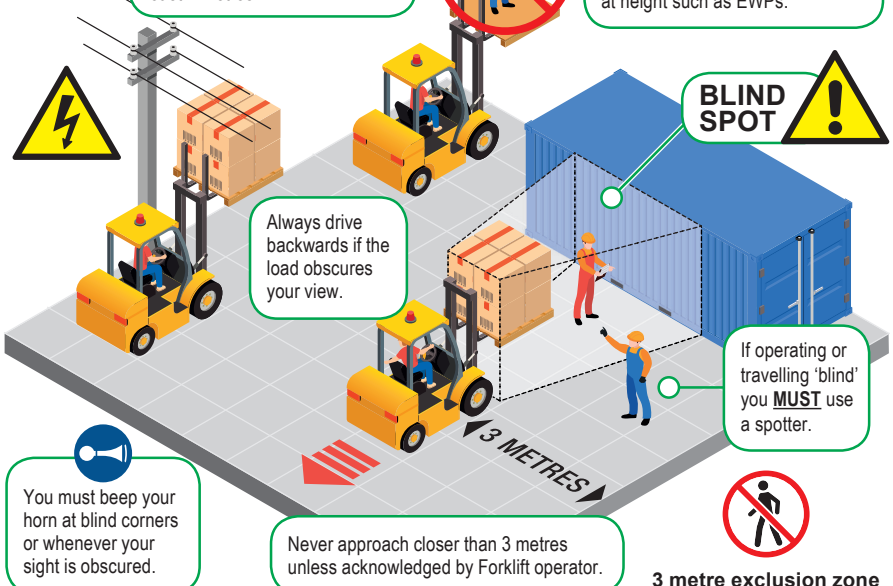 at height such as EWPs.
BLIND
SPOT
Always drive
backwards if the
load obscures
your view.
If operating or
travelling ‘blind’
you MUST use
a spotter.
3 METRES
You must beep your
horn at blind corners
or whenever your
sight is obscured.
Never approach closer than 3 metres
unless acknowledged by Forklift operator.
3 metre exclusion zone